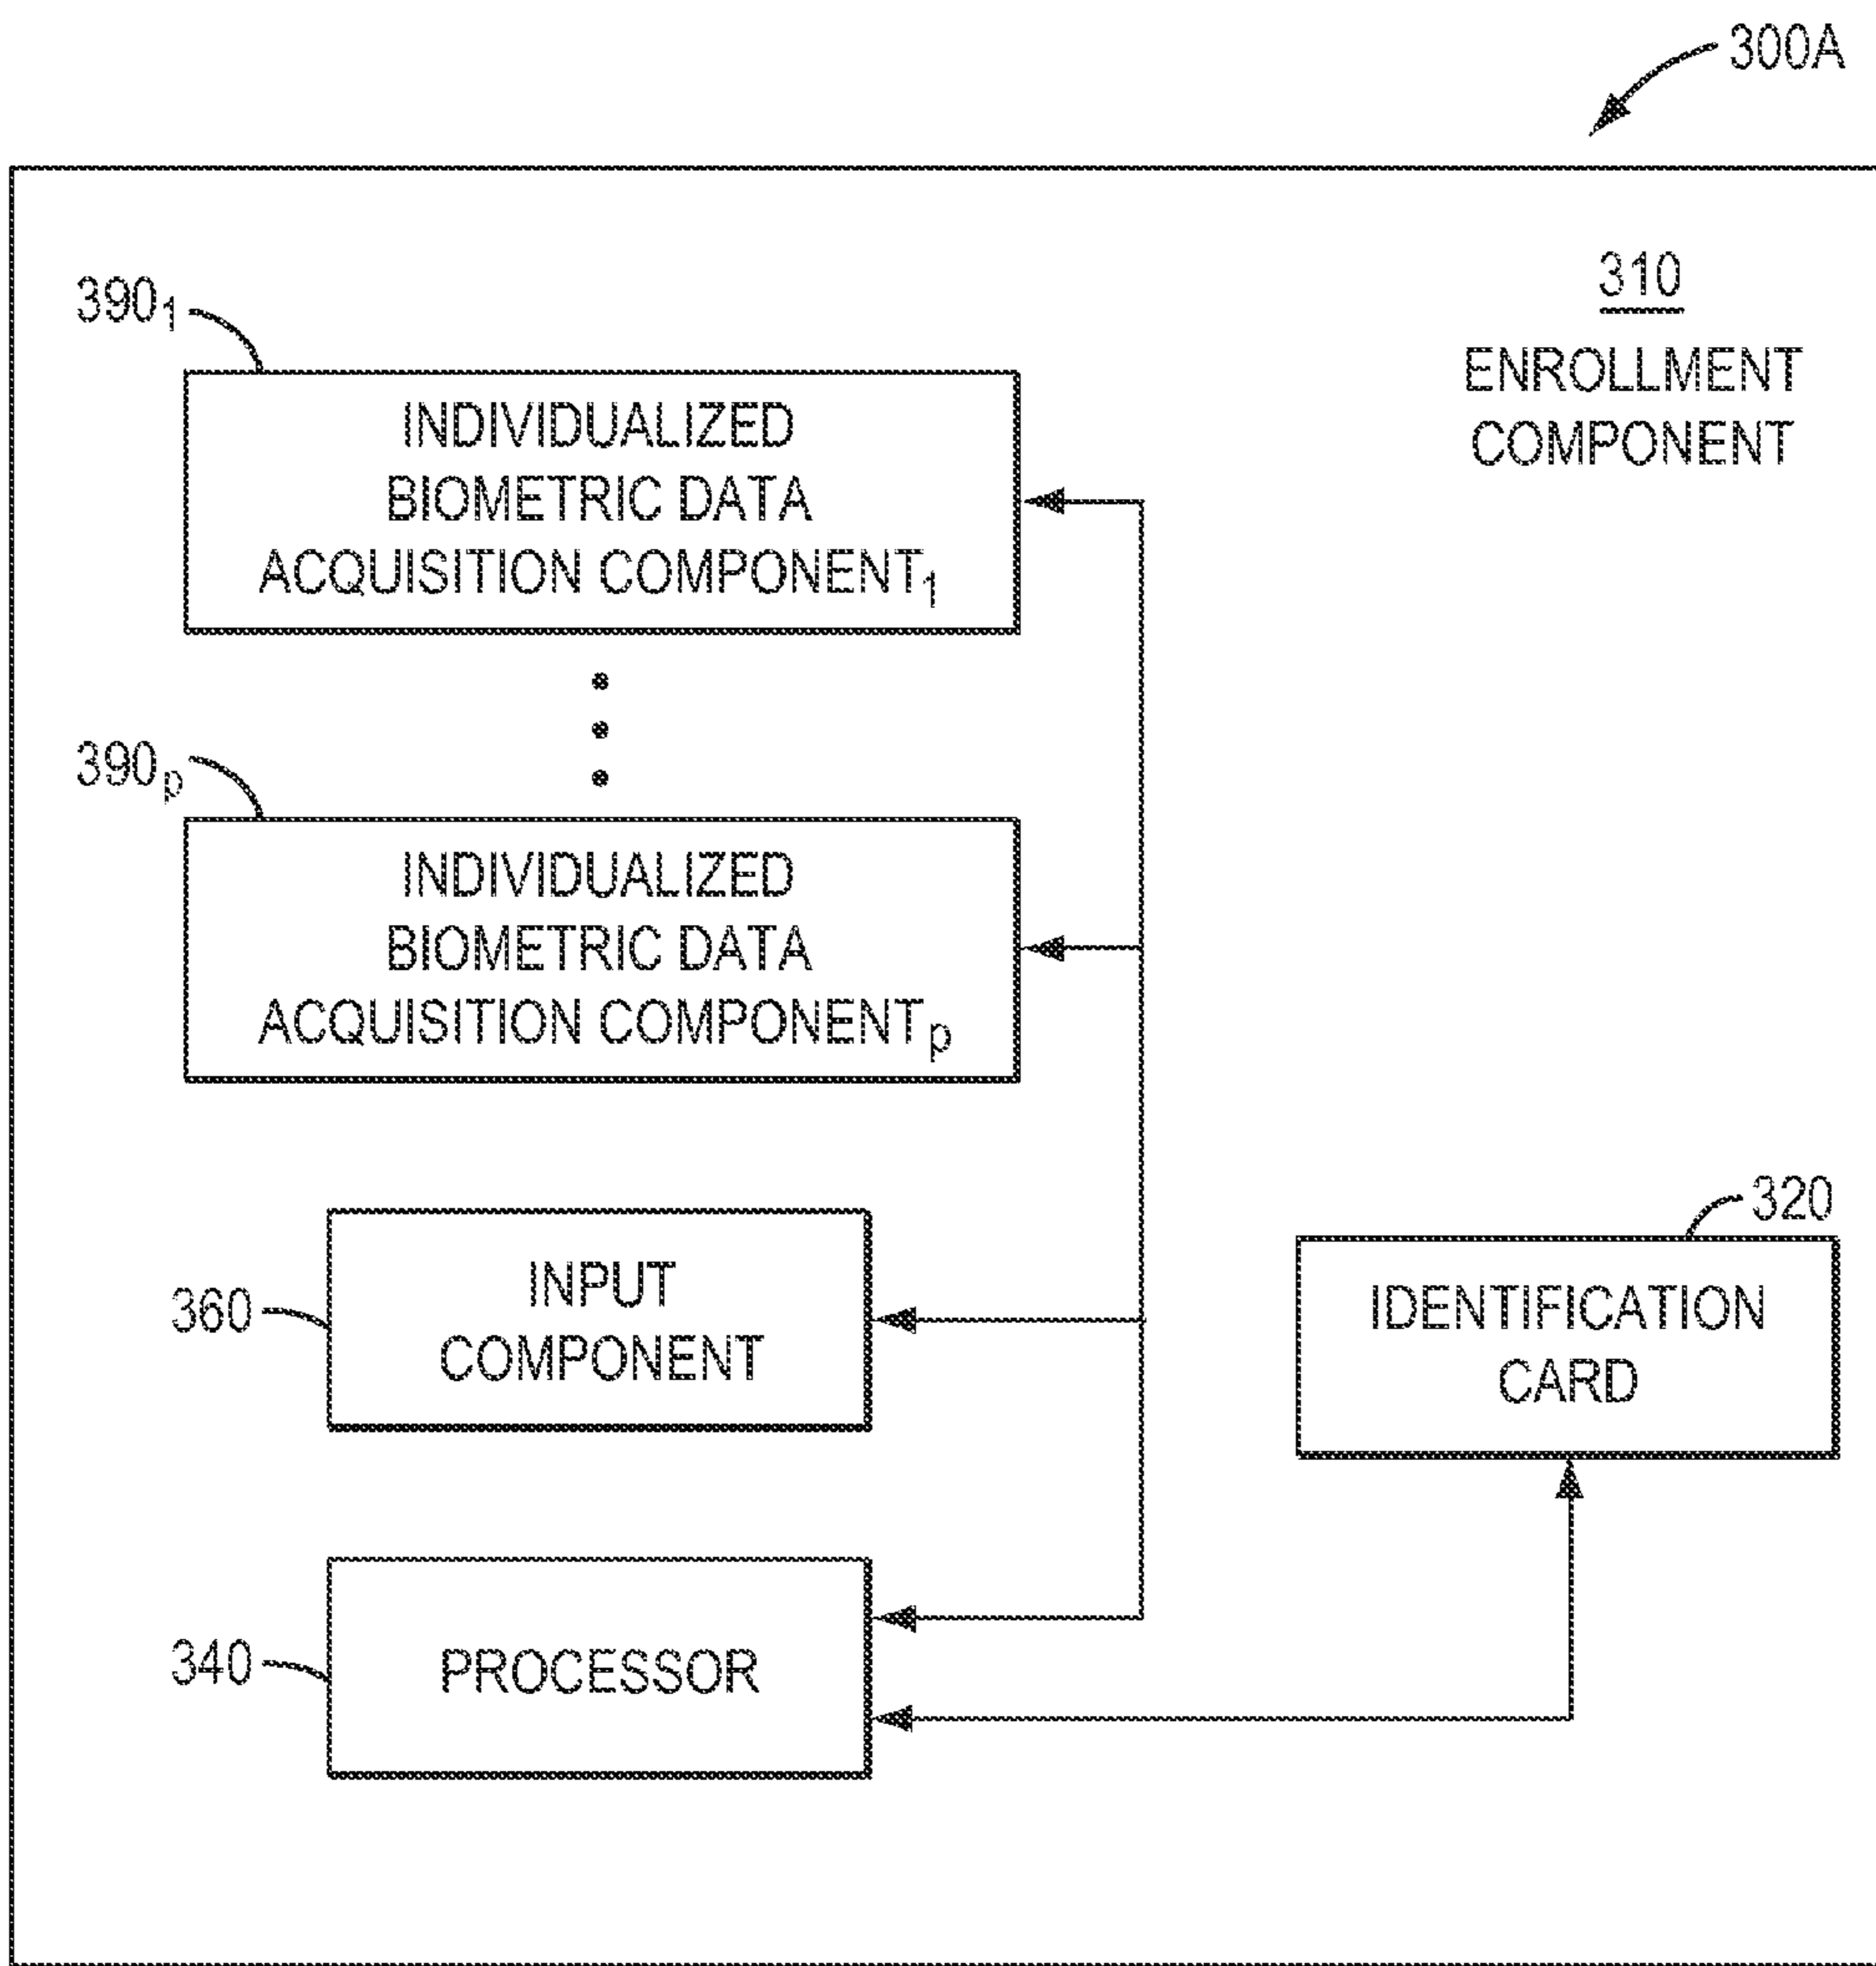 300A
310
ENROLLMENT
COMPONENT
390₁
INDIVIDUALIZED
BIOMETRIC DATA
ACQUISITION COMPONENT₁
390ₚ
INDIVIDUALIZED
BIOMETRIC DATA
ACQUISITION COMPONENTₚ
360
INPUT
COMPONENT
320
IDENTIFICATION
CARD
340
PROCESSOR